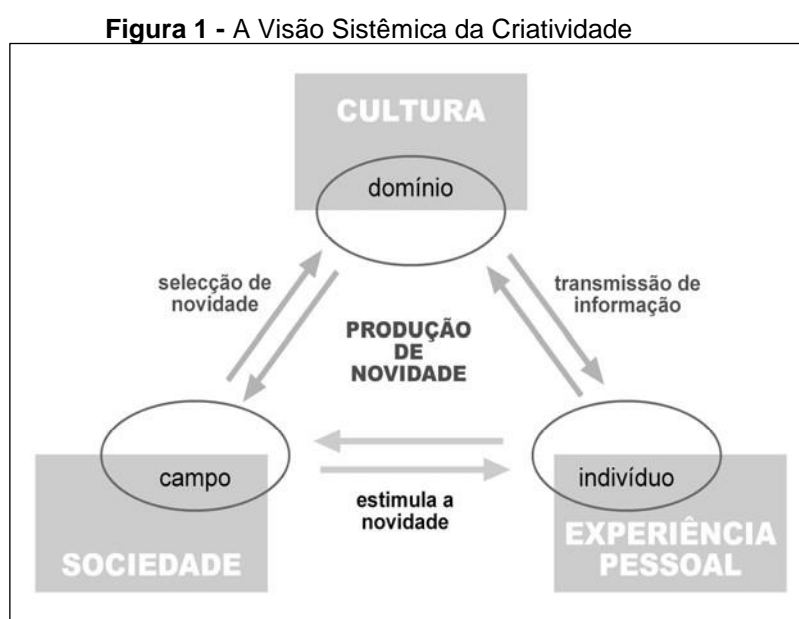 Figura 1 - A Visão Sistêmica da Criatividade
CULTURA
domínio
selecção de
novidade
transmissão de
informação
PRODUÇÃO
DE
NOVIDADE
campo
SOCIEDADE
estimula a
novidade
indivíduo
EXPERIÊNCIA
PESSOAL